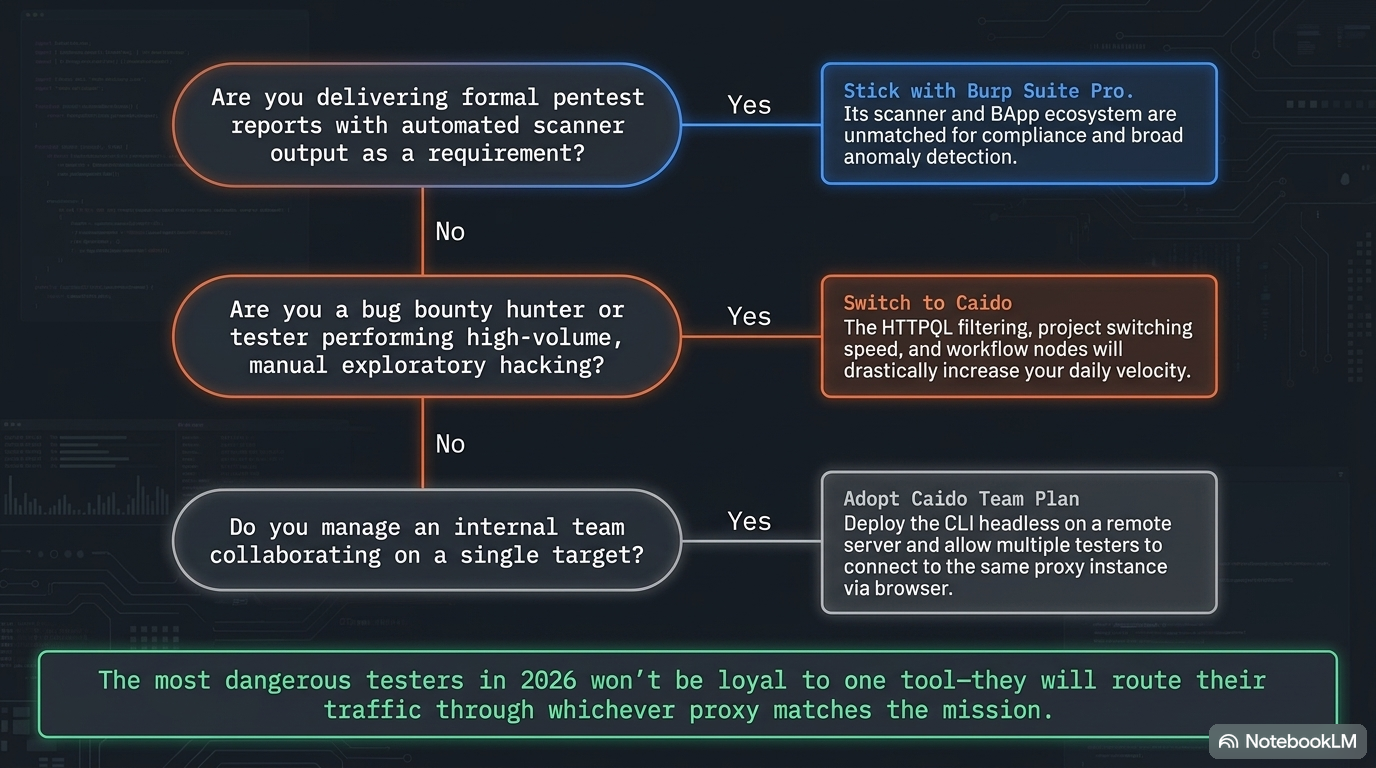 Are you delivering formal pentest
reports with automated scanner
output as a requirement?
Yes
Stick with Burp Suite Pro.
Its scanner and BApp ecosystem are
unmatched for compliance and broad
anomaly detection.
No
Are you a bug bounty hunter or
tester performing high-volume,
manual exploratory hacking?
Yes
Switch to Caido
The HTTPQL filtering, project switching
speed, and workflow nodes will
drastically increase your daily velocity.
No
Do you manage an internal team
collaborating on a single target?
Yes
Adopt Caido Team Plan
Deploy the CLI headless on a remote
server and allow multiple testers to
connect to the same proxy instance
via browser.
The most dangerous testers in 2026 won’t be loyal to one tool—they will route their
traffic through whichever proxy matches the mission.
NotebookLM